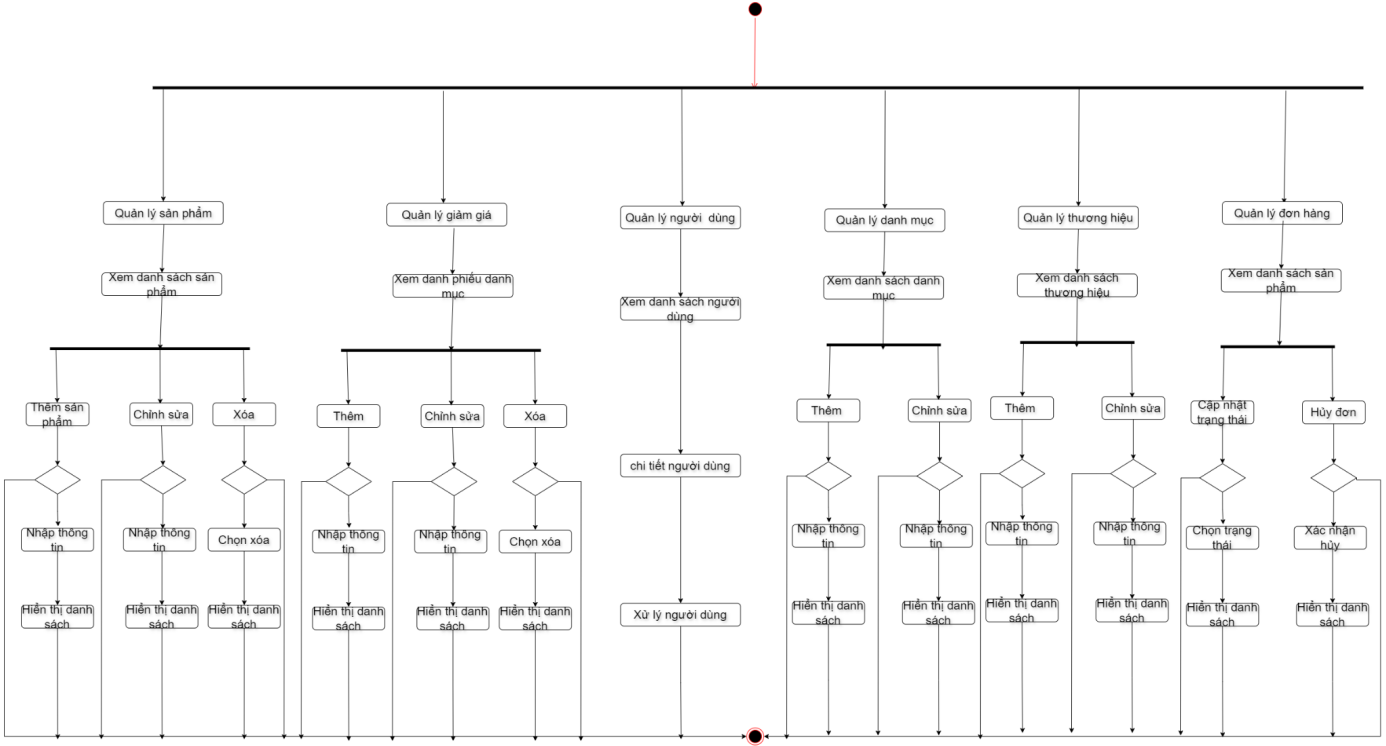 Quản lý sản phẩm
Quản lý giảm giá
Quản lý người dùng
Quản lý danh mục
Quản lý thương hiệu
Quản lý đơn hàng
Xem danh sách sản
phẩm
Xem danh phiếu danh
mục
Xem danh sách người
dùng
Xem danh sách danh
mục
Xem danh sách
thương hiệu
Xem danh sách sản
phẩm
Thêm sản
phẩm
Chỉnh sửa
Xóa
Thêm
Chỉnh sửa
Xóa
Thêm
Chỉnh sửa
Thêm
Chỉnh sửa
Cập nhật
trạng thái
Hủy đơn
chi tiết người dùng
Nhập thông
tin
Nhập thông
tin
Chọn xóa
Nhập thông
tin
Nhập thông
tin
Chọn xóa
Nhập thông
tin
Nhập thông
tin
Nhập thông
tin
Nhập thông
tin
Chọn trạng
thái
Xác nhận
hủy
Hiển thị danh
sách
Hiển thị danh
sách
Hiển thị danh
sách
Hiển thị danh
sách
Hiển thị danh
sách
Hiển thị danh
sách
Xử lý người dùng
Hiển thị danh
sách
Hiển thị danh
sách
Hiển thị danh
sách
Hiển thị danh
sách
Hiển thị danh
sách
Hiển thị danh
sách